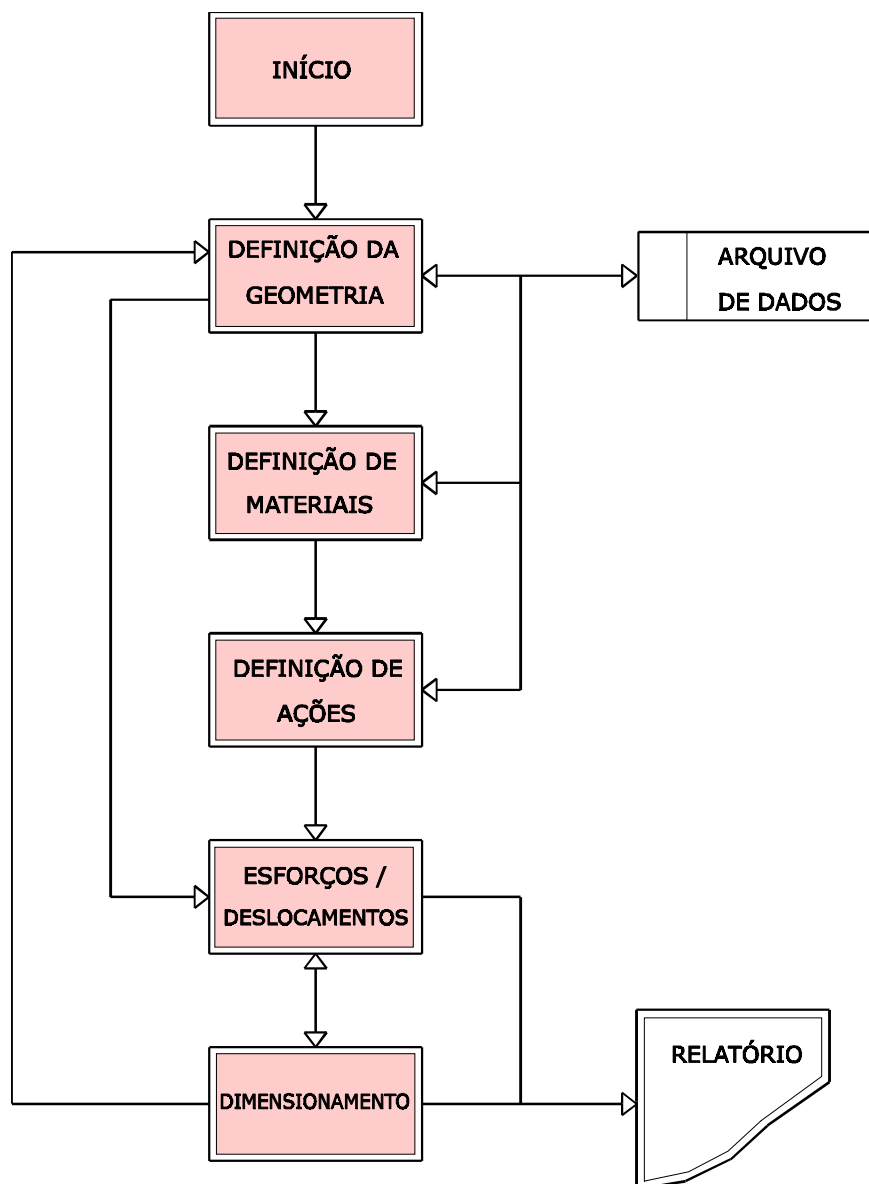 INÍCIO
DEFINIÇÃO DA
GEOMETRIA
ARQUIVO
DE DADOS
DEFINIÇÃO DE
MATERIAIS
DEFINIÇÃO DE
AÇÕES
ESFORÇOS /
DESLOCAMENTOS
RELATÓRIO
DIMENSIONAMENTO